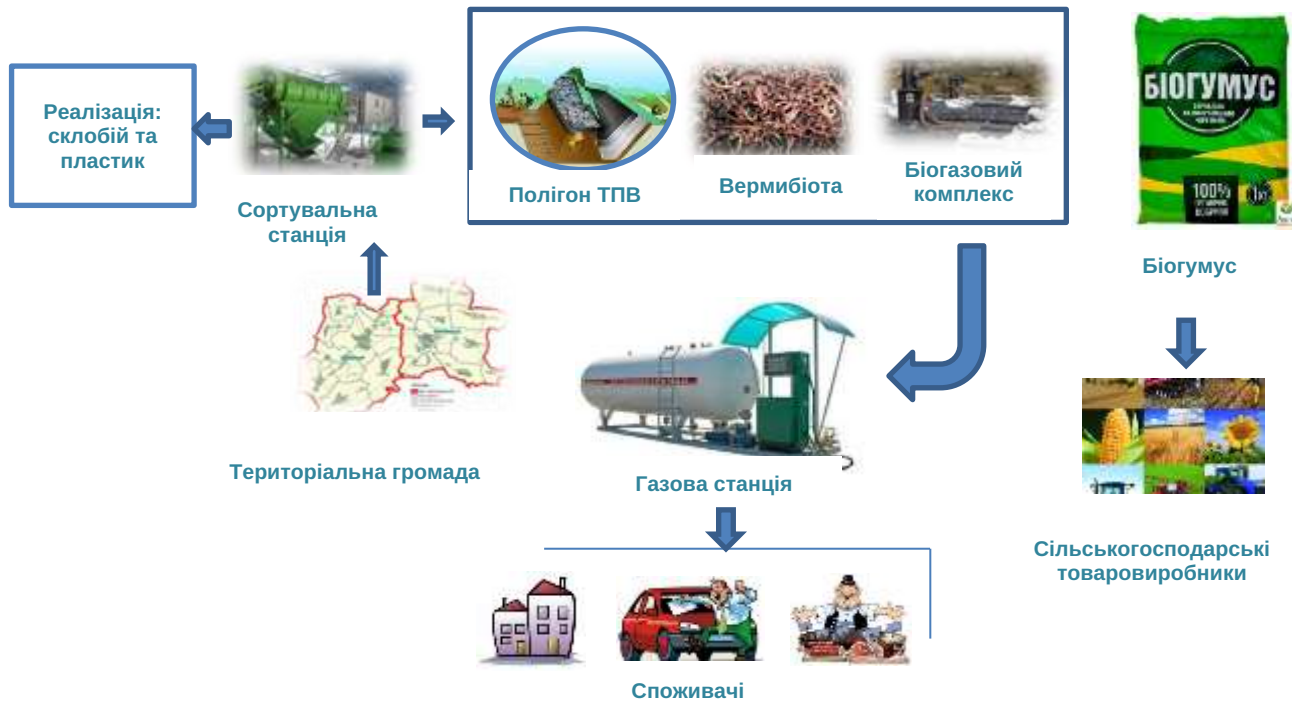 Реалізація:
склобій та
пластик
Сортувальна
станція
Полігон ТПВ
Вермибіота
Біогазовий
комплекс
БІОГУМУС
100%
1кг
Біогумус
Територіальна громада
Газова станція
Сільськогосподарські
товаровиробники
Споживачі